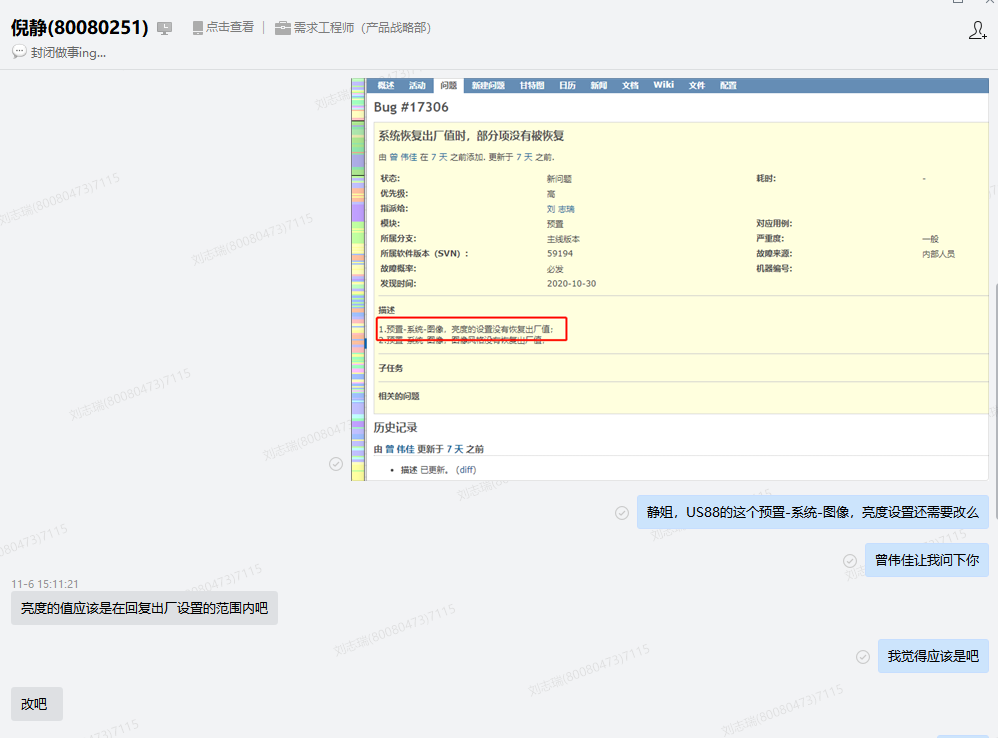 倪静(80080251)
点击查看
需求工程师（产品战略部）
封闭做事ing...
概述 活动 问题 新建问题 甘特图 日历 新闻 文档 Wiki 文件 配置
Bug #17306
系统恢复出厂值时，部分项没有被恢复
由 曾 伟佳 在 7 天 之前添加. 更新于 7 天 之前.
状态: 新问题 耗时: -
优先级: 高
指派给: 刘 志瑞
模块: 预置 对应用例:
所属分支: 主线版本 严重度: 一般
所属软件版本（SVN）: 59194 故障来源: 内部人员
故障概率: 必发 机器编号:
发现时间: 2020-10-30
描述
1.预置-系统-图像，亮度的设置没有恢复出厂值；
2.预置-系统-图像，图像风格没有恢复出厂值；
子任务
相关的问题
历史记录
由 曾 伟佳 更新于 7 天 之前
• 描述 已更新。 (diff)
静姐，US88的这个预置-系统-图像，亮度设置还需要改么
曾伟佳让我问下你
11-6 15:11:21
亮度的值应该是在回复出厂设置的范围内吧
我觉得应该是吧
改吧
刘志瑞(80080473)7115